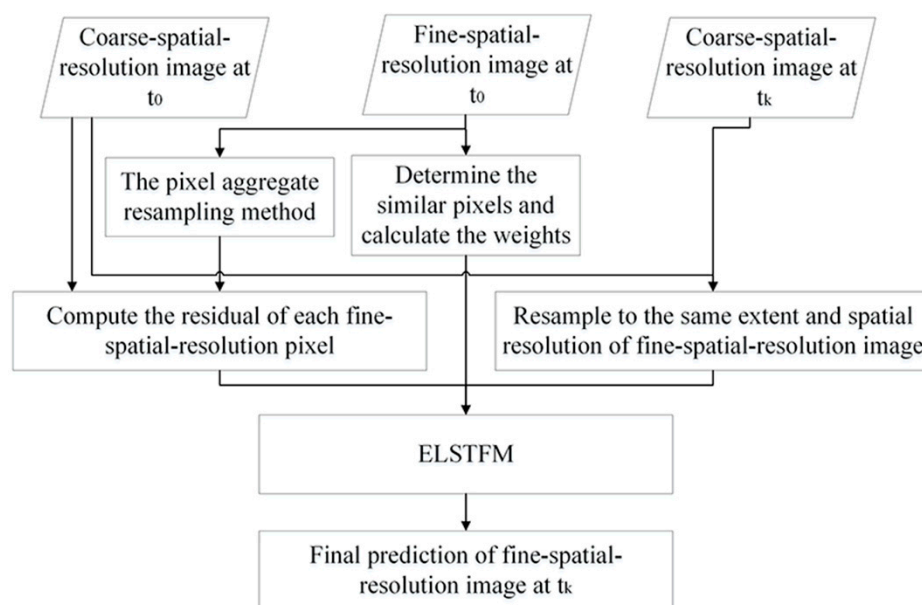 Coarse-spatial-
resolution image at
t0
Fine-spatial-
resolution image at
t0
Coarse-spatial-
resolution image at
tk
The pixel aggregate
resampling method
Determine the
similar pixels and
calculate the weights
Compute the residual of each fine-
spatial-resolution pixel
Resample to the same extent and spatial
resolution of fine-spatial-resolution image
ELSTFM
Final prediction of fine-spatial-
resolution image at tk